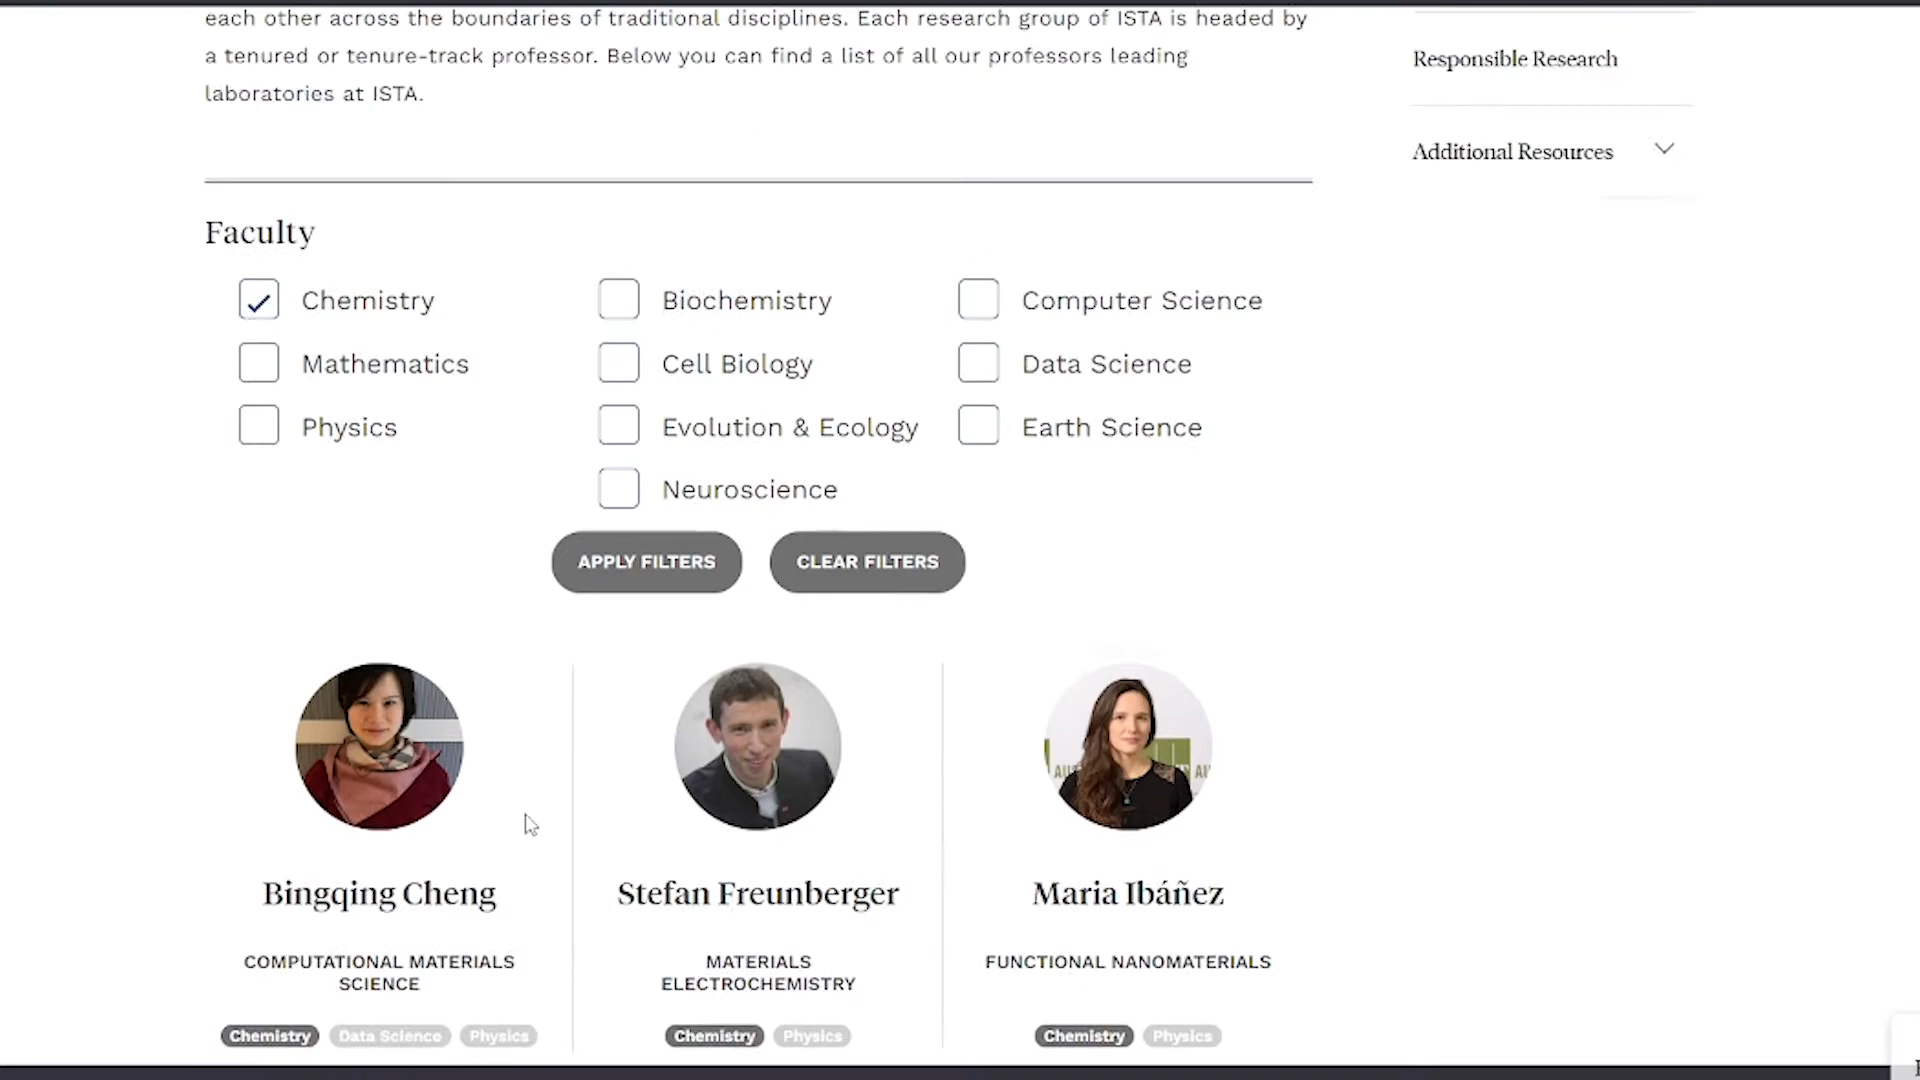 each other across the boundaries of traditional disciplines. Each research group of ISTA is headed by
a tenured or tenure-track professor. Below you can find a list of all our professors leading
laboratories at ISTA.
Responsible Research
Additional Resources
Faculty
Chemistry
Biochemistry
Computer Science
Mathematics
Cell Biology
Data Science
Physics
Evolution & Ecology
Earth Science
Neuroscience
APPLY FILTERS
CLEAR FILTERS
Bingqing Cheng
COMPUTATIONAL MATERIALS
SCIENCE
Chemistry Data Science Physics
Stefan Freunberger
MATERIALS
ELECTROCHEMISTRY
Chemistry Physics
Maria Ibáñez
FUNCTIONAL NANOMATERIALS
Chemistry Physics